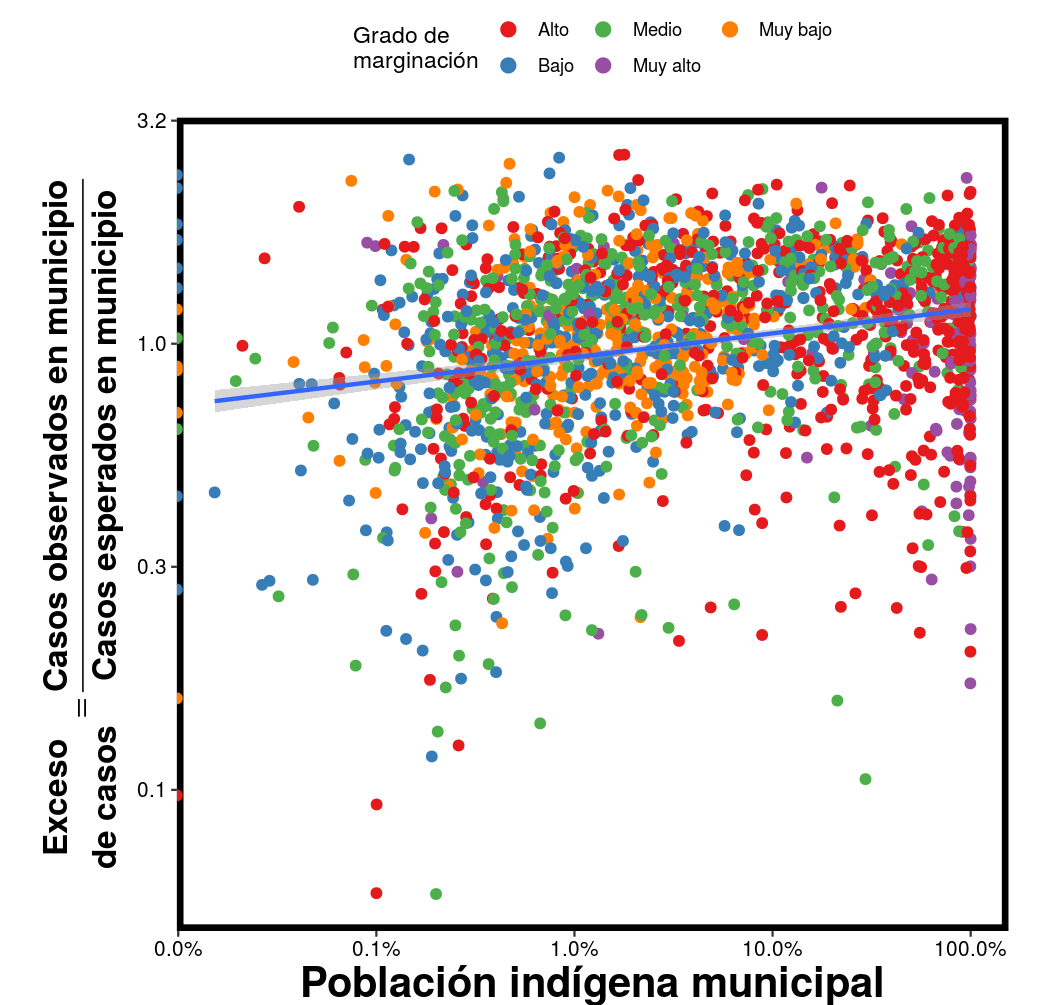 Grado de
marginación
Alto
Medio
Muy bajo
Bajo
Muy alto
3.2
1.0
0.3
0.1
Exceso
de casos
=
Casos observados en municipio
Casos esperados en municipio
0.0%
0.1%
1.0%
10.0%
100.0%
Población indígena municipal